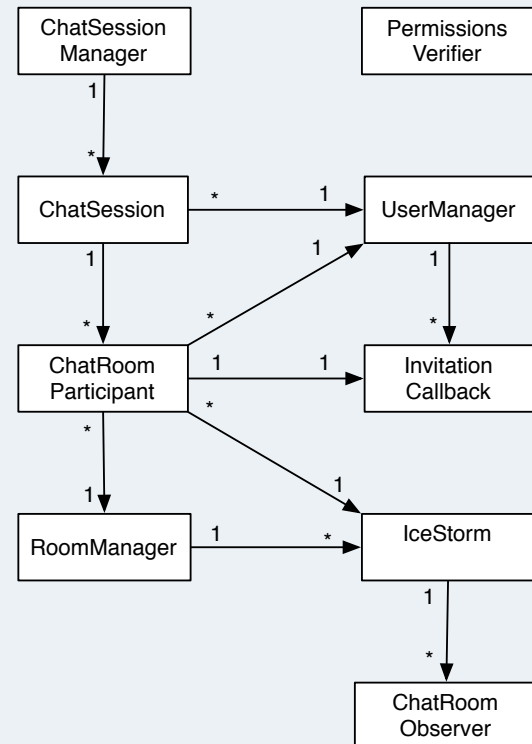 ChatSession
Manager
Permissions
Verifier
1
*
ChatSession
*
1
UserManager
1
1
1
*
*
*
ChatRoom
Participant
1
1
Invitation
Callback
*
*
1
1
RoomManager
1
*
IceStorm
1
*
ChatRoom
Observer